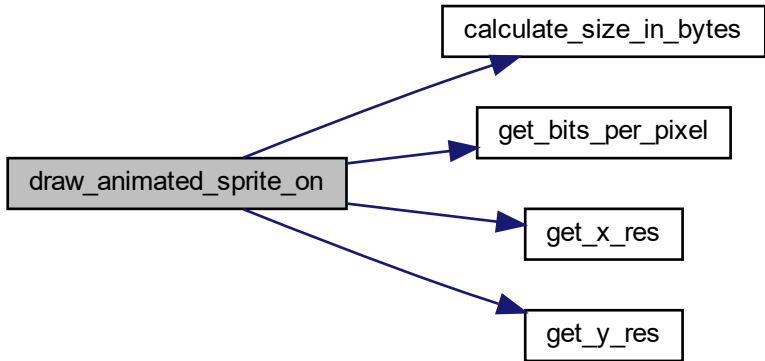 calculate_size_in_bytes
get_bits_per_pixel
draw_animated_sprite_on
get_x_res
get_y_res